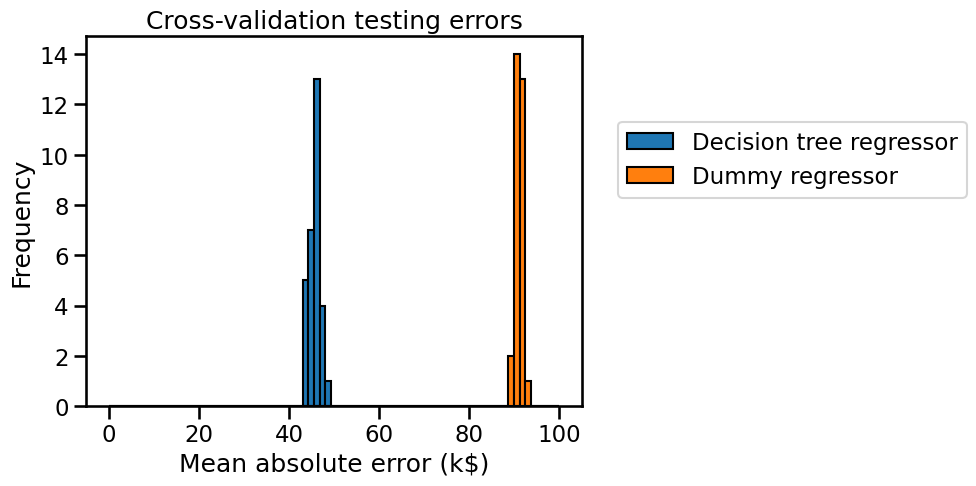 Cross-validation testing errors
14
12
10
8
6
4
2
0
Frequency
0 20 40 60 80 100
Mean absolute error (k$)
Decision tree regressor
Dummy regressor